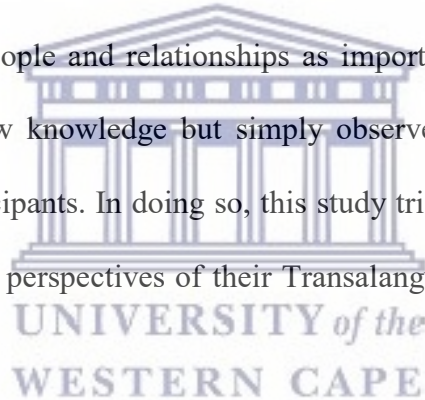 ople and relationships as import
w knowledge but simply observe
cipants. In doing so, this study tri
perspectives of their Transalang
UNIVERSITY of the
WESTERN CAPE